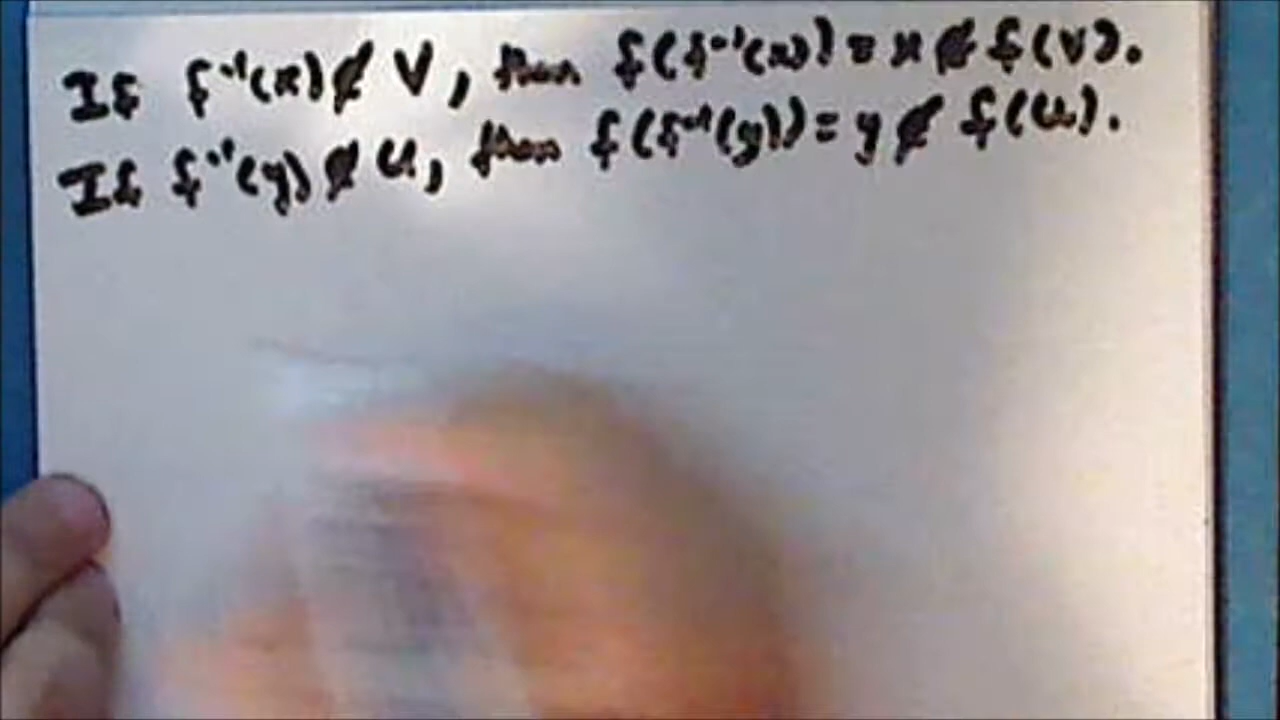 If f⁻¹(x) ∉ V, then f(f⁻¹(x)) = x ∉ f(V).
If f⁻¹(y) ∉ U, then f(f⁻¹(y)) = y ∉ f(U).